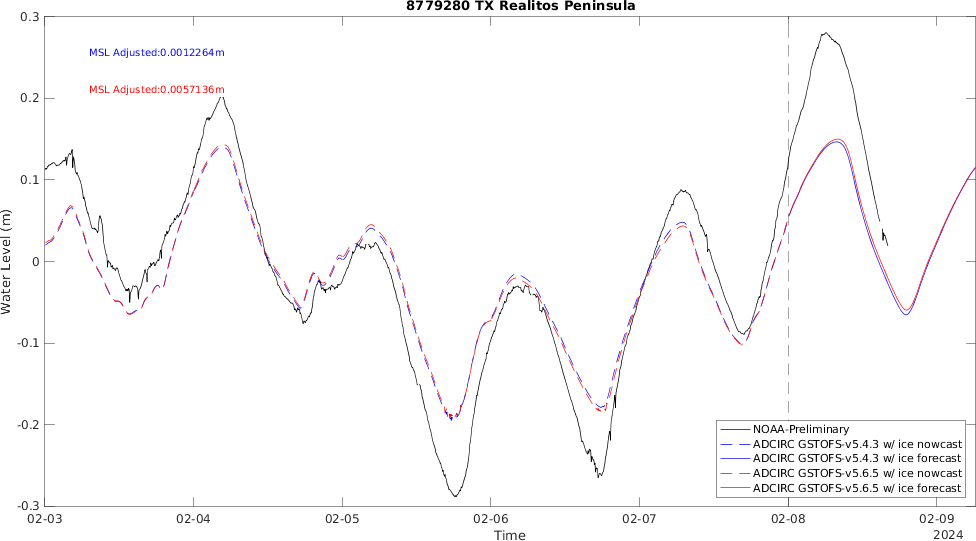 8779280 TX Realitos Peninsula
MSL Adjusted:0.0012264m
MSL Adjusted:0.0057136m
Water Level (m)
0.3
0.2
0.1
0
-0.1
-0.2
-0.3
NOAA-Preliminary
ADCIRC GSTOFS-v5.4.3 w/ ice nowcast
ADCIRC GSTOFS-v5.4.3 w/ ice forecast
ADCIRC GSTOFS-v5.6.5 w/ ice nowcast
ADCIRC GSTOFS-v5.6.5 w/ ice forecast
02-03 02-04 02-05 02-06 02-07 02-08 02-09
Time
2024